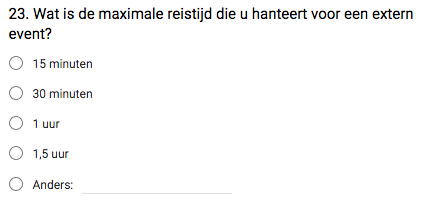 23. Wat is de maximale reistijd die u hanteert voor een extern
event?
15 minuten
30 minuten
1 uur
1,5 uur
Anders: